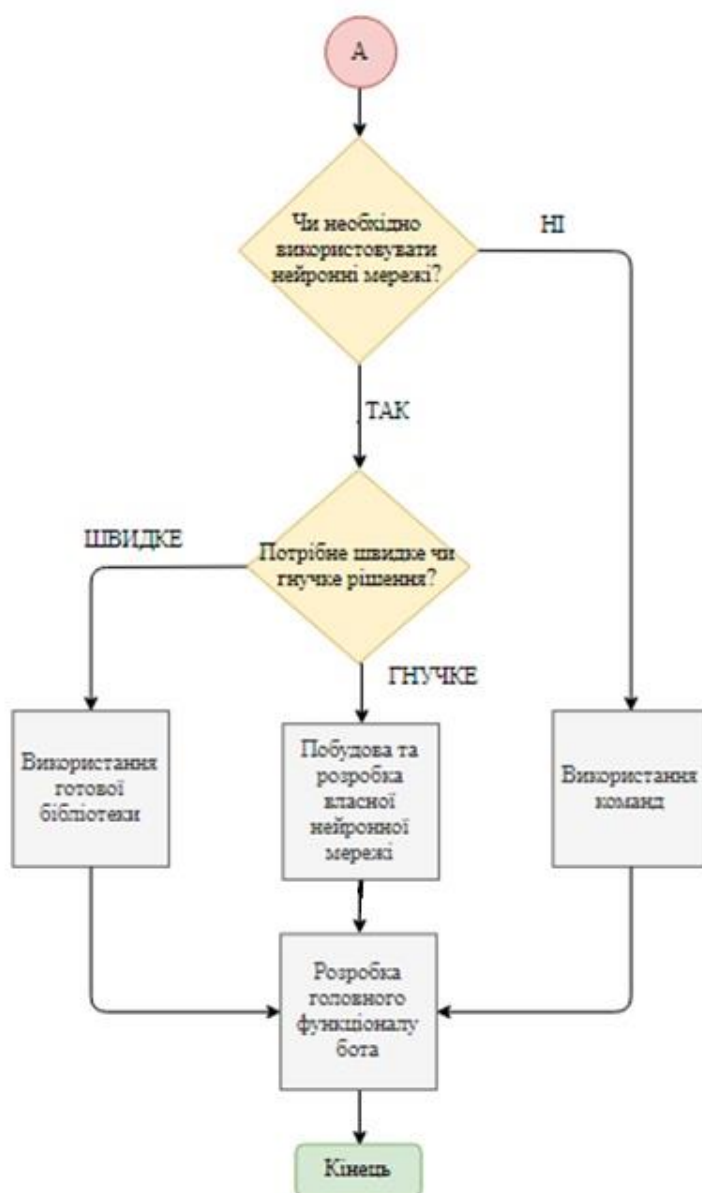 А
Чи необхідно
використовувати
нейронні мережі?
НІ
ТАК
ШВИДКЕ
Потрібне швидке чи
гнучке рішення?
ГНУЧКЕ
Використання
готової
бібліотеки
Побудова та
розробка
власної
нейронної
мережі
Використання
команд
Розробка
головного
функціоналу
бота
Кінець